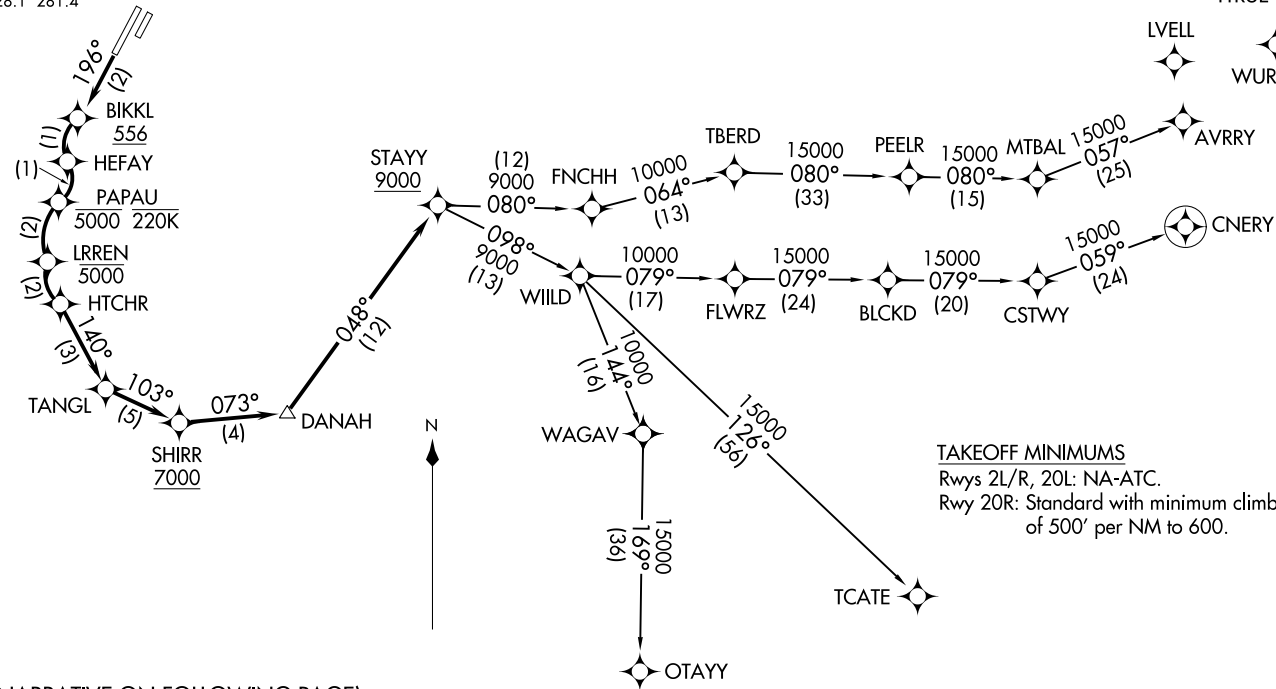 LVELL
196°
(2)
WUR
BIKKL
556
(1)
HEFAY
(1)
PAPAU
5000 220K
(2)
LRREN
5000
(2)
HTCHR
140°
(3)
TANGL
103°
(5)
SHIRR
7000
073°
(4)
DANAH
048°
(12)
STAYY
9000
(12)
9000
080°
FNCHH
10000
064°
(13)
TBERD
15000
080°
(33)
PEELR
15000
080°
(15)
MTBAL
15000
057°
(25)
AVRRY
098°
9000
(13)
WIILD
10000
079°
(17)
FLWRZ
15000
079°
(24)
BLCKD
15000
079°
(20)
CSTWY
15000
059°
(24)
CNERY
10000
144°
(16)
WAGAV
15000
126°
(56)
TCATE
15000
169°
(36)
OTAYY
N
TAKEOFF MINIMUMS
Rwys 2L/R, 20L: NA-ATC.
Rwy 20R: Standard with minimum climb
of 500' per NM to 600.